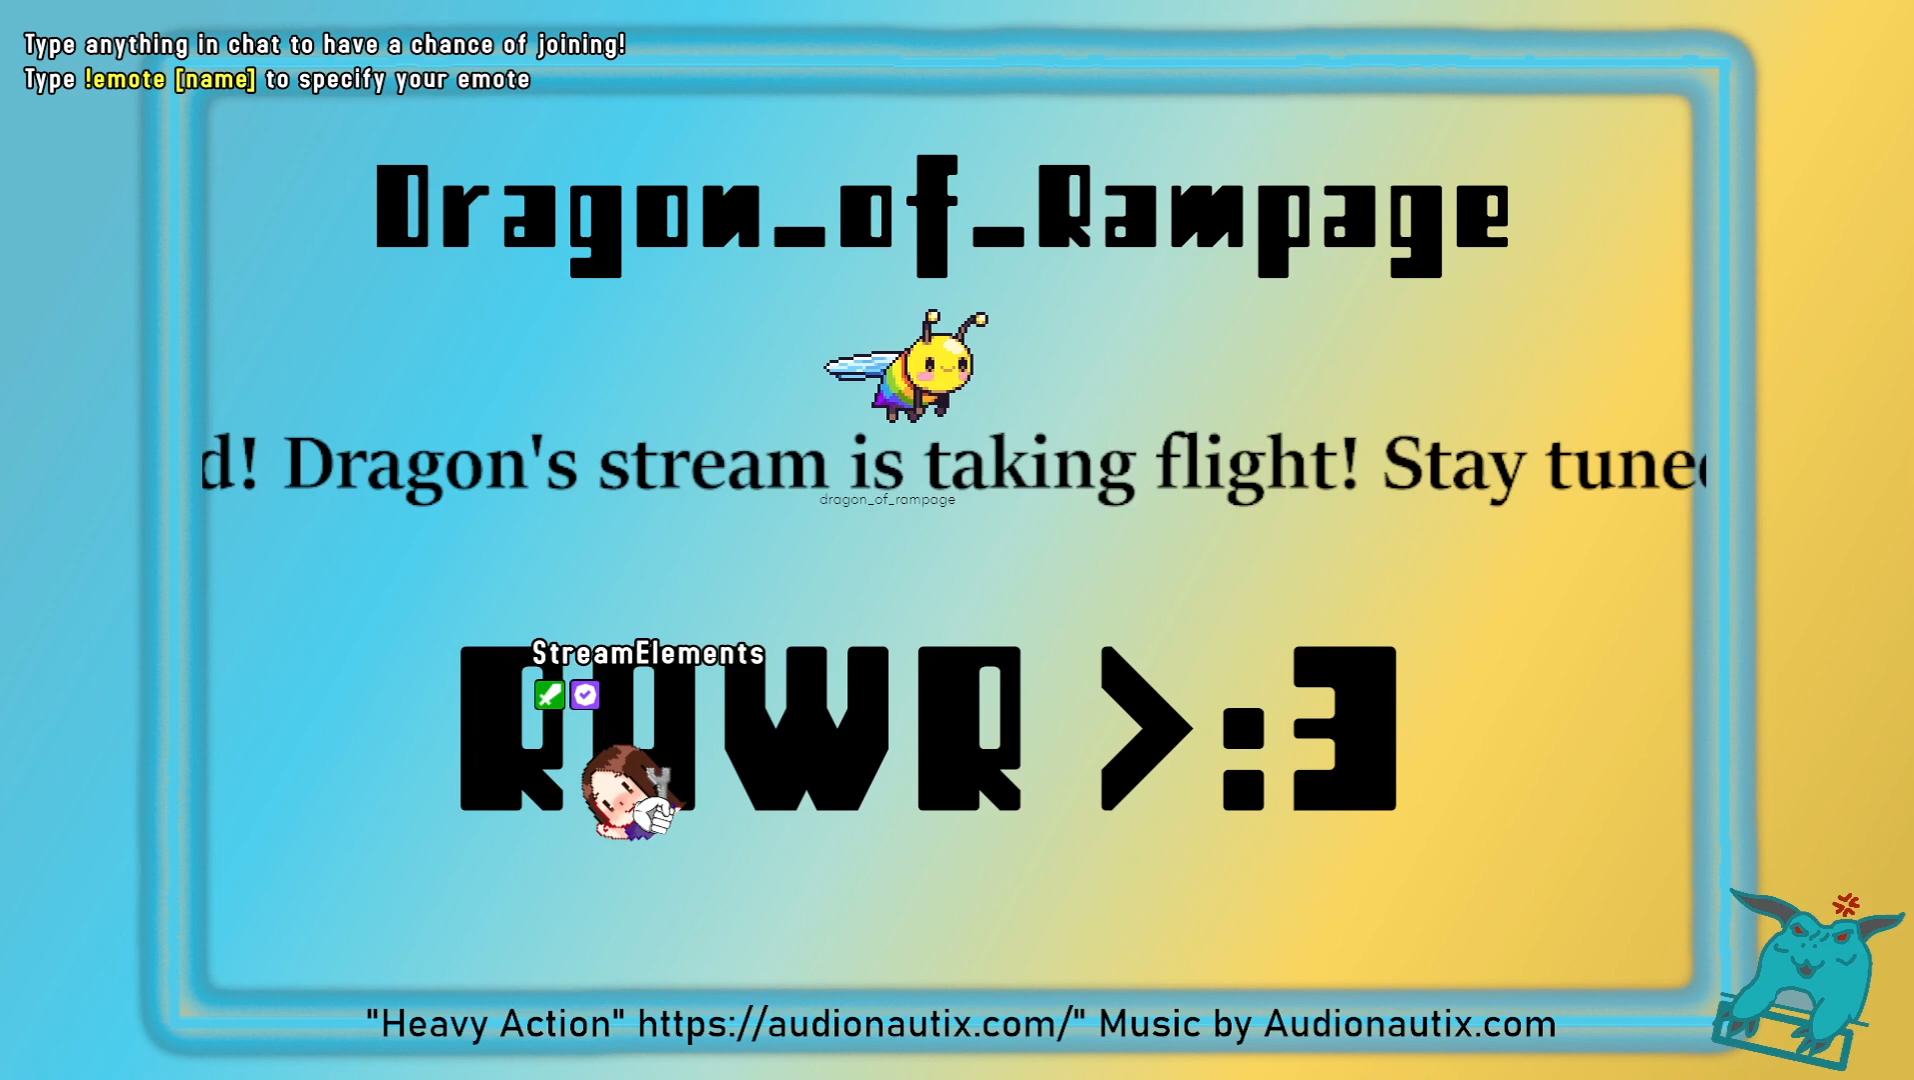 Type anything in chat to have a chance of joining!
Type !emote [name] to specify your emote
Dragon_of_Rampage
d! Dragon's stream is taking flight! Stay tuned
dragon_of_rampage
StreamElements
RAWR >:3
"Heavy Action" https://audionautix.com/" Music by Audionautix.com